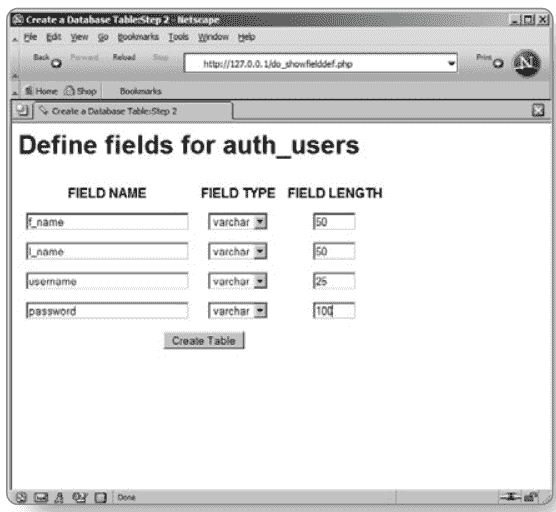 Create a Database Table:Step 2 - Netscape
File Edit View Go Bookmarks Tools Window Help
Back Forward Reload Stop http://127.0.0.1/do_showfielddef.php Print N
Home Shop Bookmarks
Create a Database Table:Step 2
Define fields for auth_users
FIELD NAME FIELD TYPE FIELD LENGTH
f_name varchar 50
l_name varchar 50
username varchar 25
password varchar 100
Create Table
Done